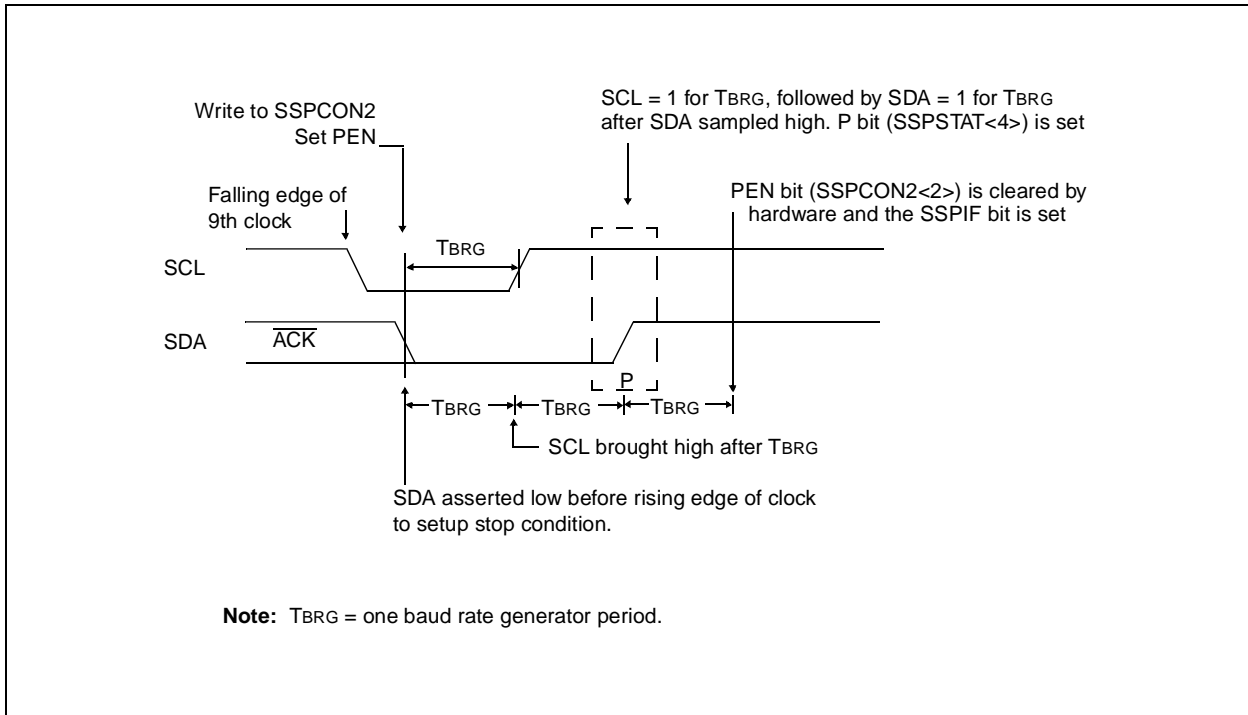 Write to SSPCON2
Set PEN
SCL = 1 for TBRG, followed by SDA = 1 for TBRG
after SDA sampled high. P bit (SSPSTAT<4>) is set
Falling edge of
9th clock
PEN bit (SSPCON2<2>) is cleared by
hardware and the SSPIF bit is set
TBRG
SCL
SDA
ACK
P
TBRG
TBRG
TBRG
SCL brought high after TBRG
SDA asserted low before rising edge of clock
to setup stop condition.
Note: TBRG = one baud rate generator period.